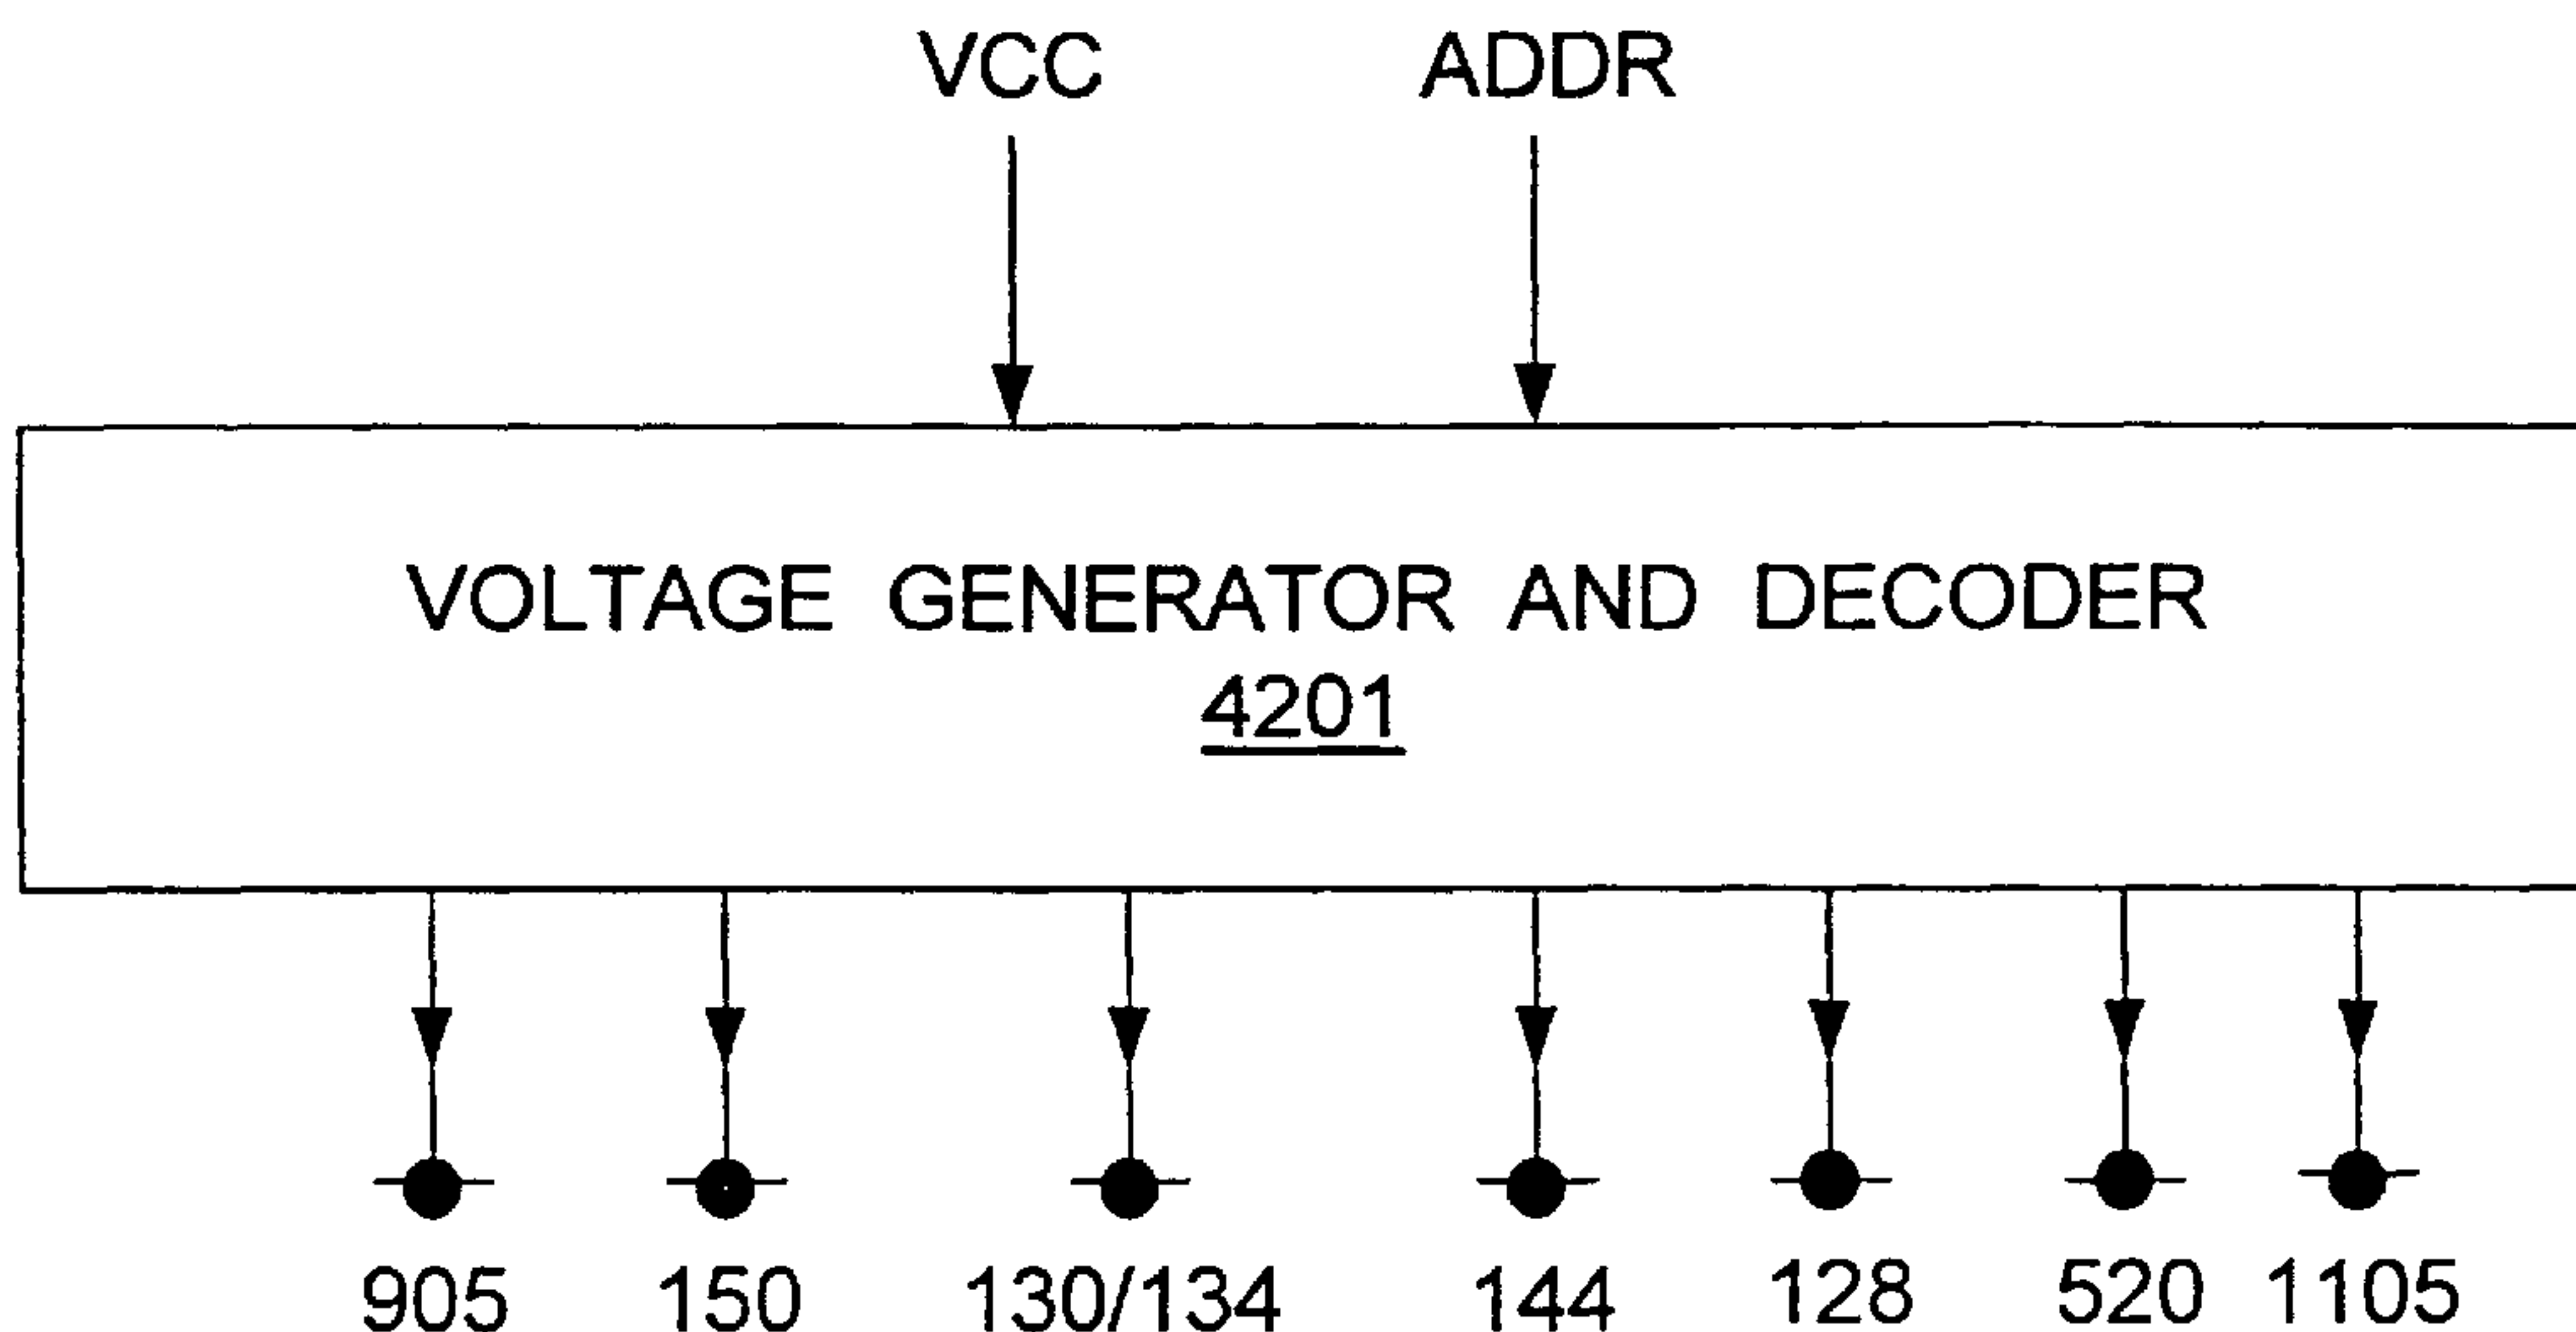 VCC ADDR
VOLTAGE GENERATOR AND DECODER
4201
905 150 130/134 144 128 520 1105